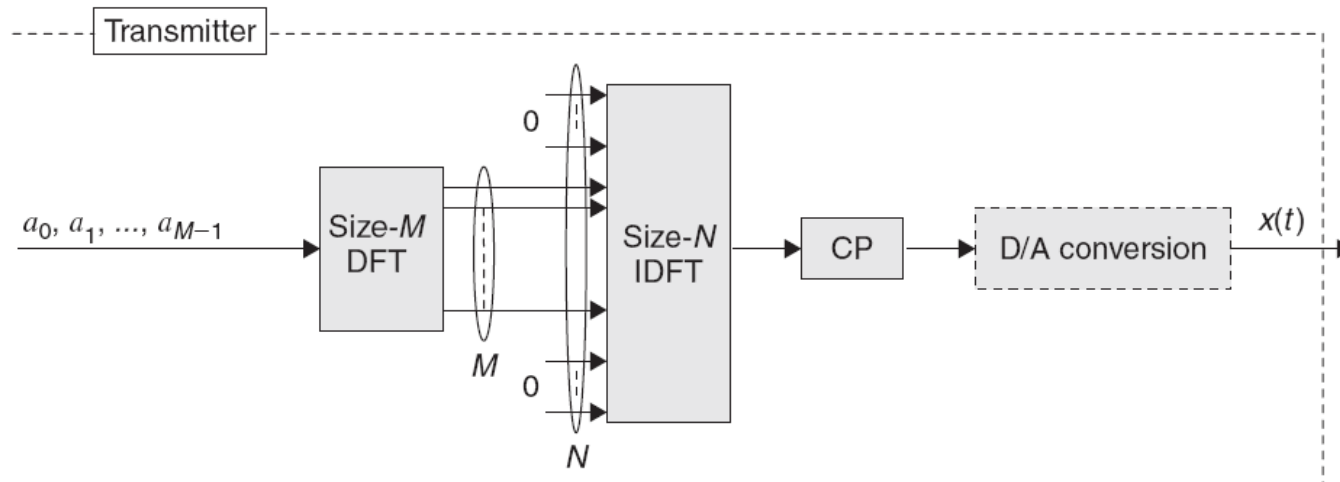 Transmitter
0
a0, a1, ..., aM–1
Size-M
DFT
M
0
N
Size-N
IDFT
CP
D/A conversion
x(t)